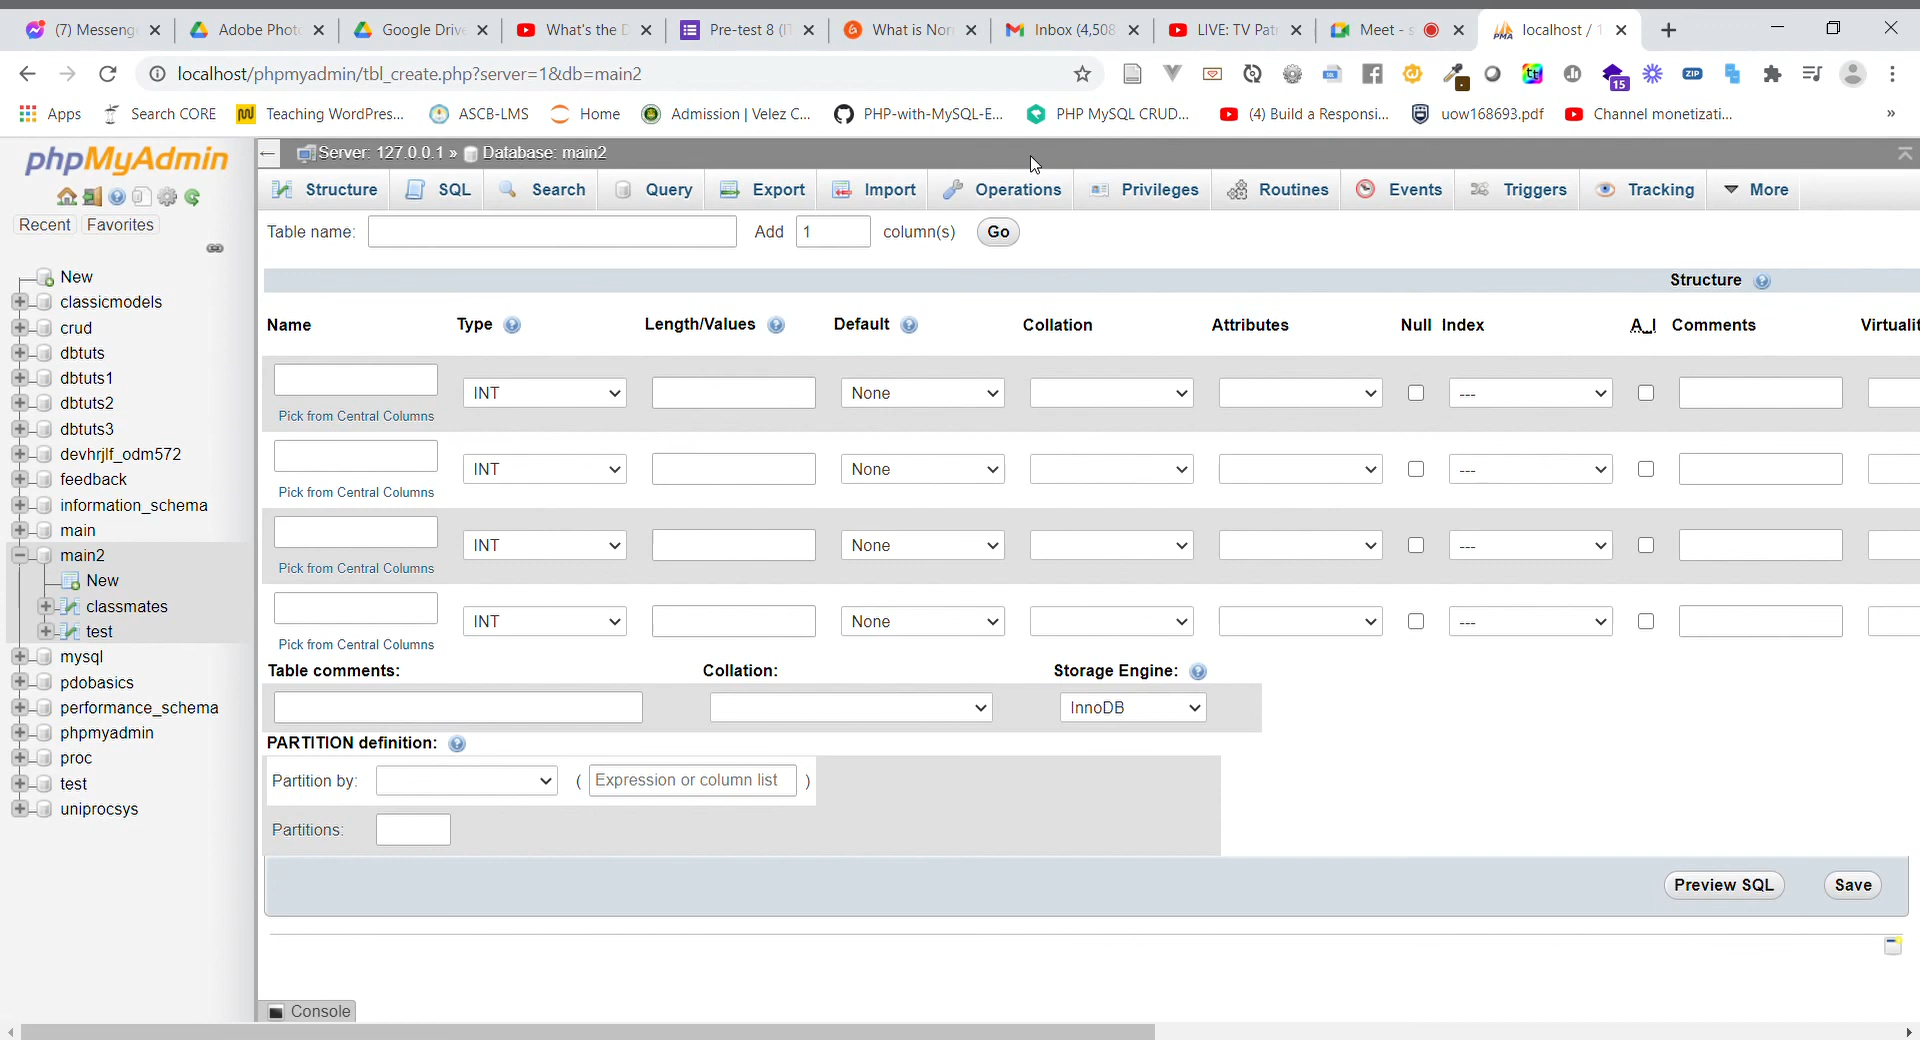 (7) Messeng
Adobe Phot
Google Driv
What's the D
Pre-test 8 (I
What is Nor
Inbox (4,508
LIVE: TV Pat
Meet - s
localhost / 1
localhost/phpmyadmin/tbl_create.php?server=1&db=main2
15
ZIP
Apps
Search CORE
Teaching WordPres...
ASCB-LMS
Home
Admission | Velez C...
PHP-with-MySQL-E...
PHP MySQL CRUD...
(4) Build a Responsi...
uow168693.pdf
Channel monetizati...
»
phpMyAdmin
Recent
Favorites
New
classicmodels
crud
dbtuts
dbtuts1
dbtuts2
dbtuts3
devhrjlf_odm572
feedback
information_schema
main
main2
New
classmates
test
mysql
pdobasics
performance_schema
phpmyadmin
proc
test
uniprocsys
Server: 127.0.0.1 » Database: main2
Structure SQL Search Query Export Import Operations Privileges Routines Events Triggers Tracking More
Table name: Add 1 column(s) Go
Structure
Name Type Length/Values Default Collation Attributes Null Index A_I Comments Virtualit
INT None ---
Pick from Central Columns
INT None ---
Pick from Central Columns
INT None ---
Pick from Central Columns
INT None ---
Pick from Central Columns
Table comments: Collation: Storage Engine:
InnoDB
PARTITION definition:
Partition by: ( Expression or column list )
Partitions:
Preview SQL Save
Console